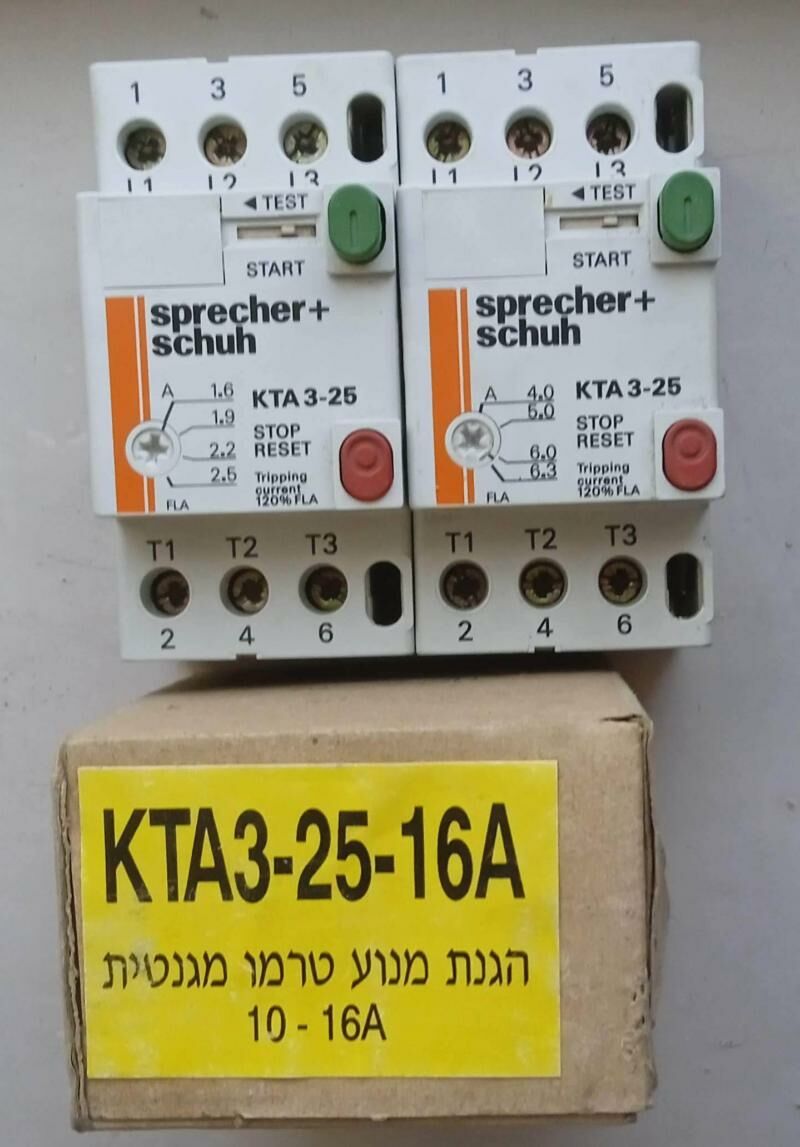 1 3 5
L1 L2 L3
◄ TEST
START
sprecher+
schuh
A 1.6
1.9
2.2
2.5
FLA
KTA 3-25
STOP
RESET
Tripping
current
120% FLA
T1 T2 T3
2 4 6
1 3 5
L1 L2 L3
◄ TEST
START
sprecher+
schuh
A 4.0
5.0
6.0
6.3
FLA
KTA 3-25
STOP
RESET
Tripping
current
120% FLA
T1 T2 T3
2 4 6
KTA3-25-16A
הגנת מנוע טרמו מגנטית
10 - 16A